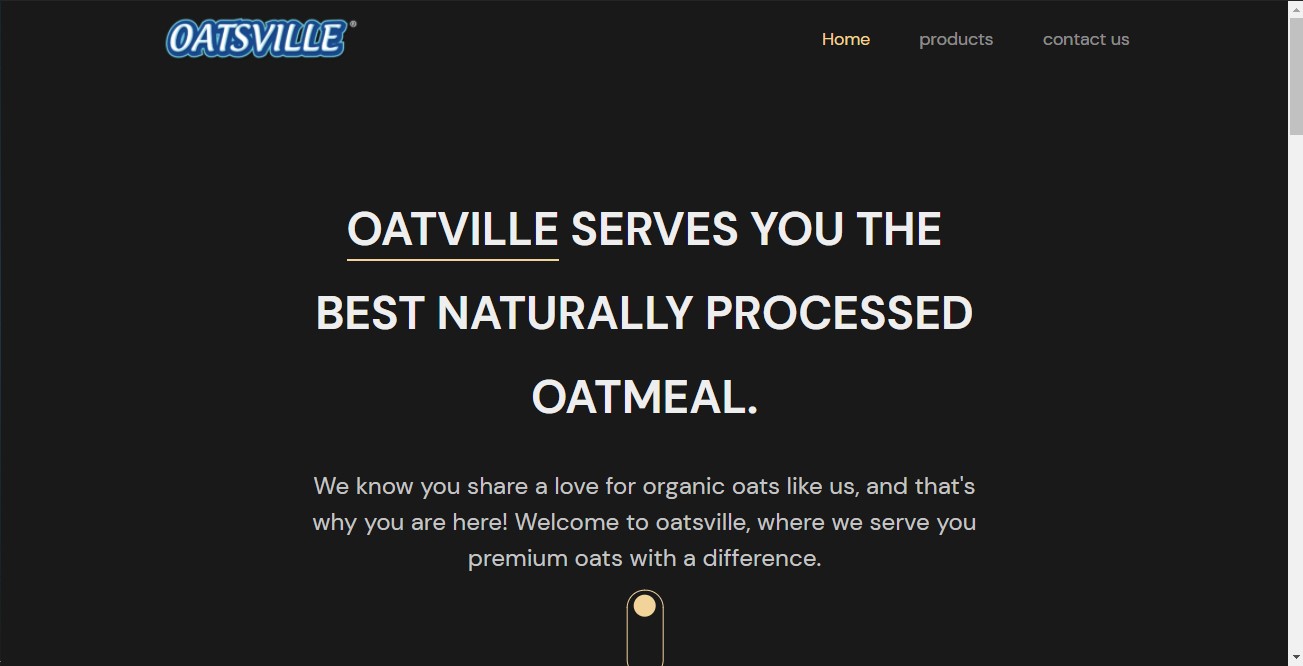 OATSVILLE®
Home products contact us
OATVILLE SERVES YOU THE
BEST NATURALLY PROCESSED
OATMEAL.
We know you share a love for organic oats like us, and that's
why you are here! Welcome to oatsville, where we serve you
premium oats with a difference.